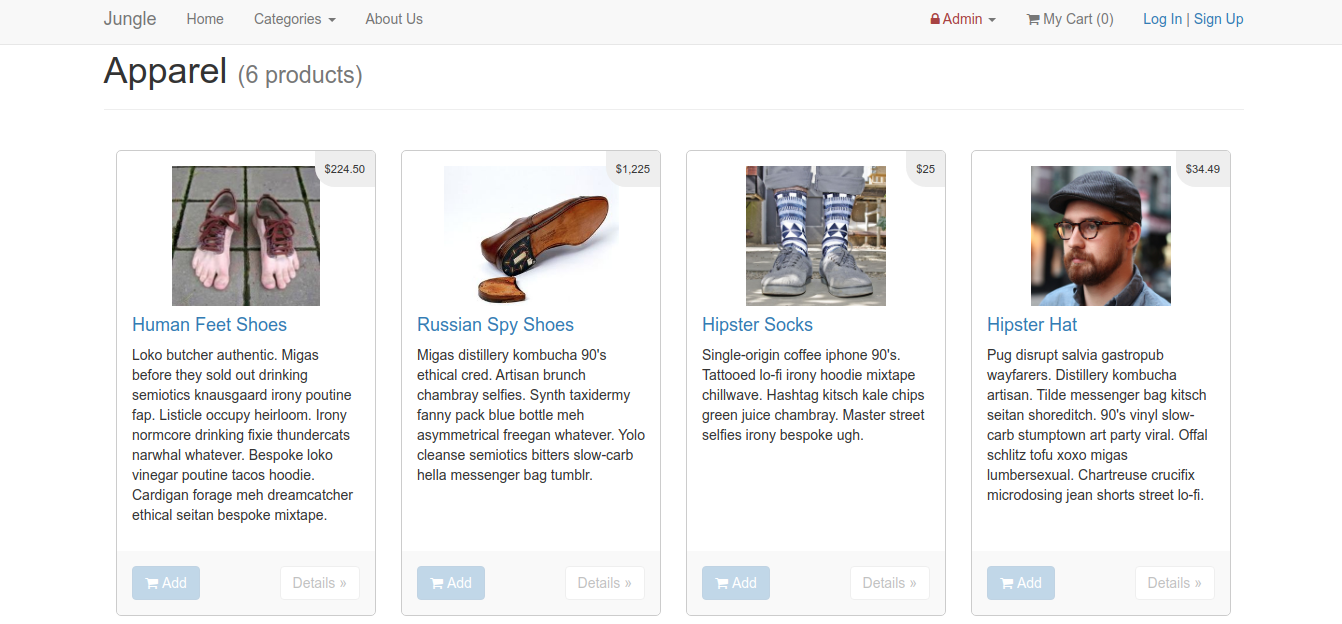 Jungle Home Categories About Us Admin My Cart (0) Log In | Sign Up
Apparel (6 products)
$224.50
Human Feet Shoes
Loko butcher authentic. Migas
before they sold out drinking
semiotics knausgaard irony poutine
fap. Listicle occupy heirloom. Irony
normcore drinking fixie thundercats
narwhal whatever. Bespoke loko
vinegar poutine tacos hoodie.
Cardigan forage meh dreamcatcher
ethical seitan bespoke mixtape.
Add Details »
$1,225
Russian Spy Shoes
Migas distillery kombucha 90's
ethical cred. Artisan brunch
chambray selfies. Synth taxidermy
fanny pack blue bottle meh
asymmetrical freegan whatever. Yolo
cleanse semiotics bitters slow-carb
hella messenger bag tumblr.
Add Details »
$25
Hipster Socks
Single-origin coffee iphone 90's.
Tattooed lo-fi irony hoodie mixtape
chillwave. Hashtag kitsch kale chips
green juice chambray. Master street
selfies irony bespoke ugh.
Add Details »
$34.49
Hipster Hat
Pug disrupt salvia gastropub
wayfarers. Distillery kombucha
artisan. Tilde messenger bag kitsch
seitan shoreditch. 90's vinyl slow-
carb stumptown art party viral. Offal
schlitz tofu xoxo migas
lumbersexual. Chartreuse crucifix
microdosing jean shorts street lo-fi.
Add Details »